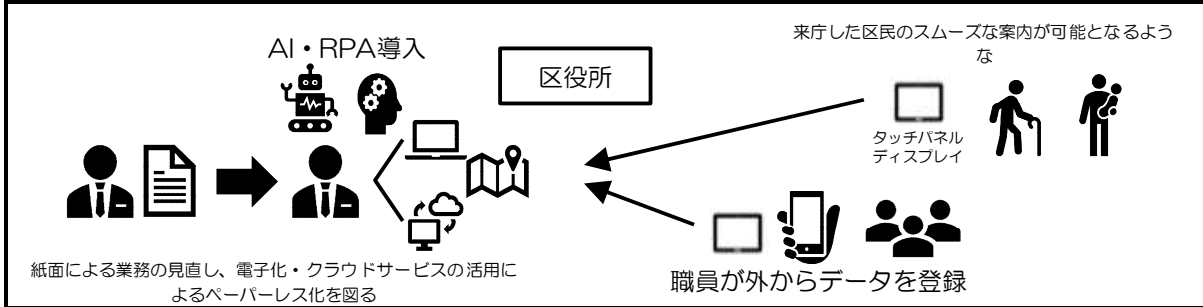 AI・RPA導入
区役所
来庁した区民のスムーズな案内が可能となるよう
な
タッチパネル
ディスプレイ
紙面による業務の見直し、電子化・クラウドサービスの活用に
よるペーパーレス化を図る
職員が外からデータを登録